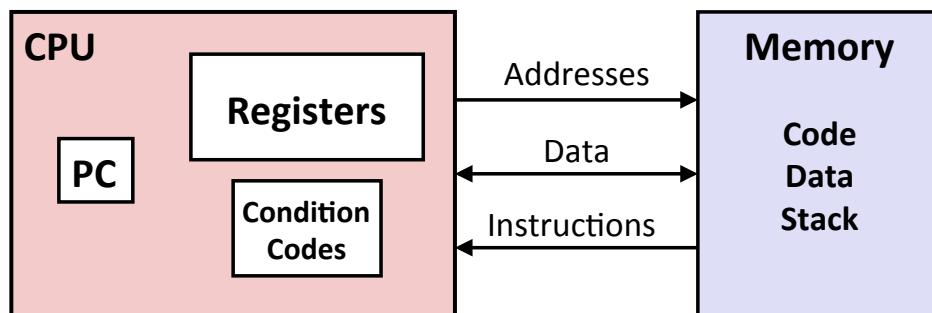 CPU
Registers
PC
Condition
Codes
Addresses
Data
Instructions
Memory
Code
Data
Stack